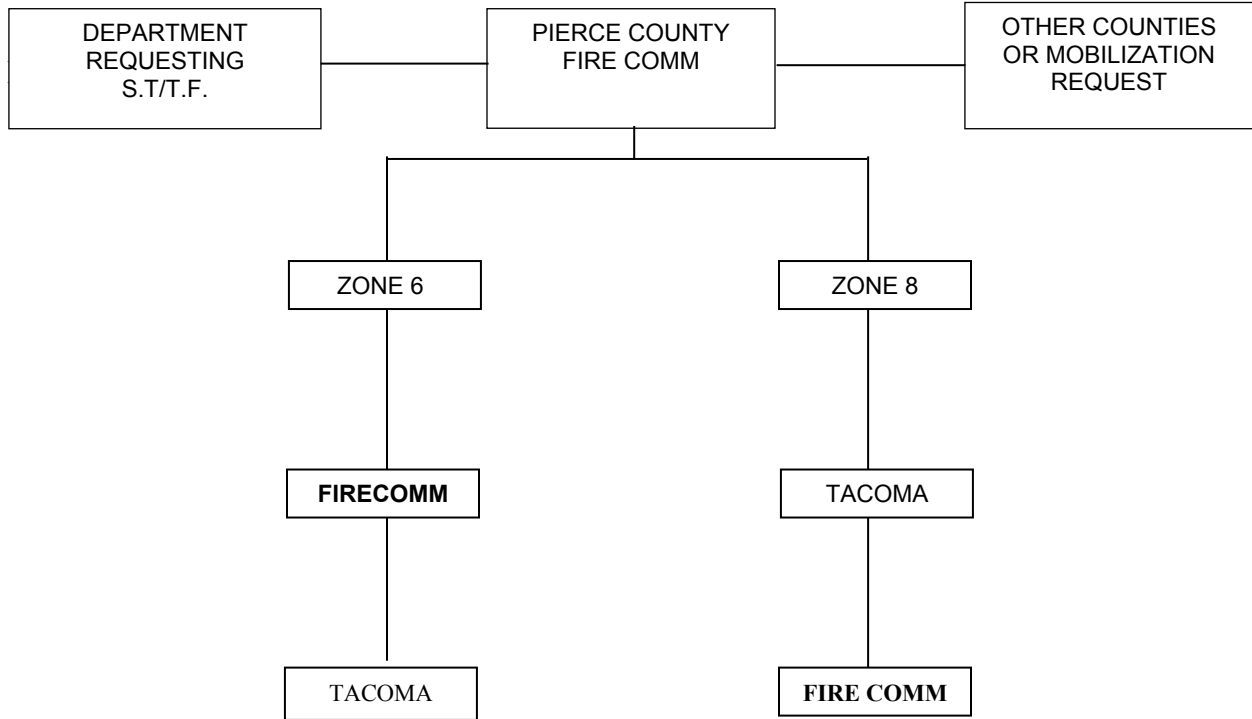 DEPARTMENT
REQUESTING
S.T/T.F.
PIERCE COUNTY
FIRE COMM
OTHER COUNTIES
OR MOBILIZATION
REQUEST
ZONE 6
ZONE 8
FIRECOMM
TACOMA
TACOMA
FIRE COMM